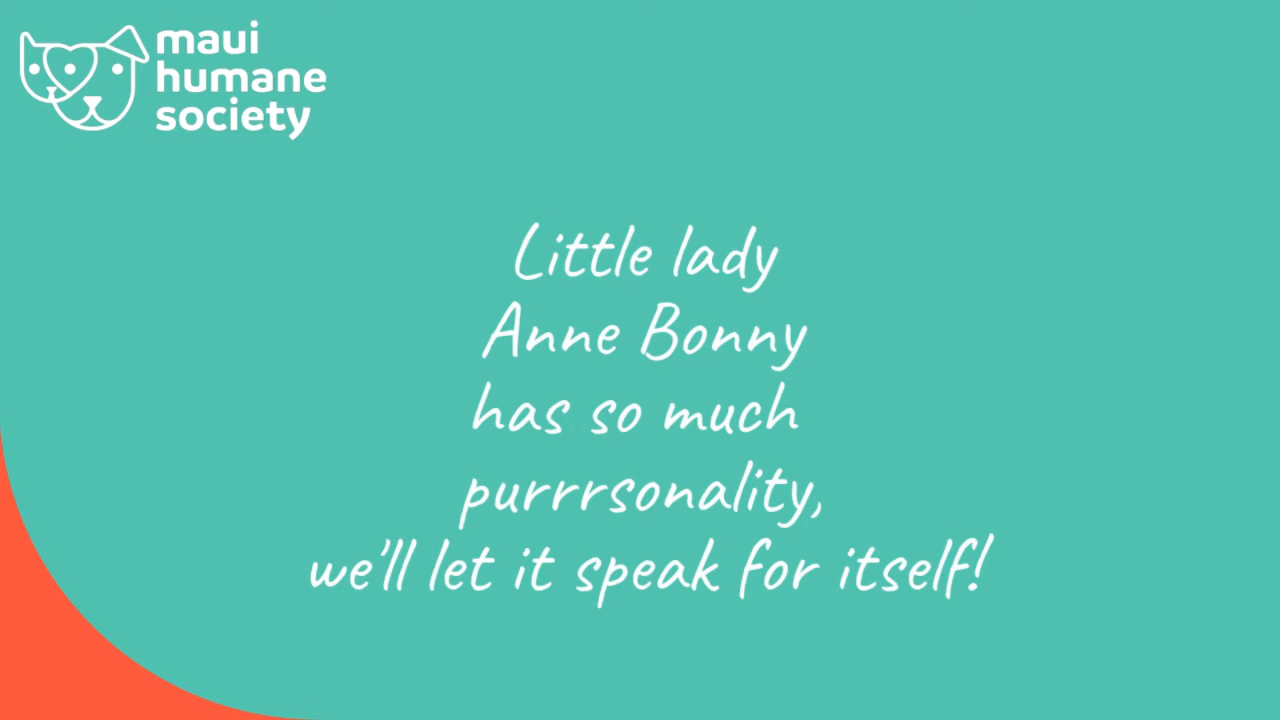 maui
humane
society
Little lady
Anne Bonny
has so much
purrrsonality,
we'll let it speak for itself!